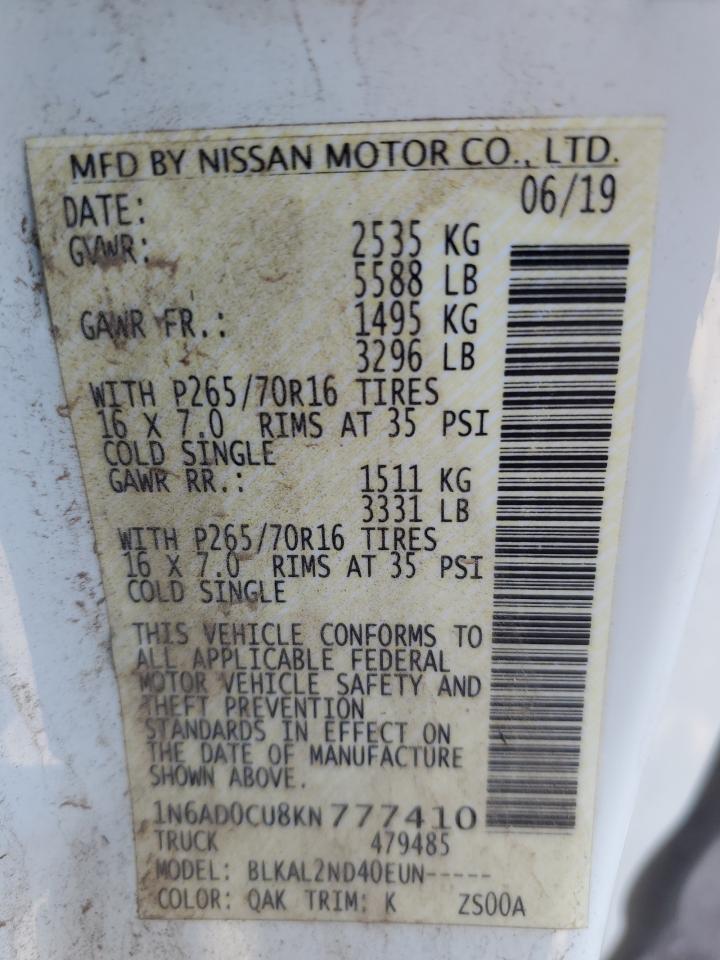 MFD BY NISSAN MOTOR CO., LTD.
DATE: 06/19
GVWR: 2535 KG
5588 LB
GAWR FR.: 1495 KG
3296 LB
WITH P265/70R16 TIRES
16 X 7.0 RIMS AT 35 PSI
COLD SINGLE
GAWR RR.: 1511 KG
3331 LB
WITH P265/70R16 TIRES
16 X 7.0 RIMS AT 35 PSI
COLD SINGLE
THIS VEHICLE CONFORMS TO
ALL APPLICABLE FEDERAL
MOTOR VEHICLE SAFETY AND
THEFT PREVENTION
STANDARDS IN EFFECT ON
THE DATE OF MANUFACTURE
SHOWN ABOVE.
1N6AD0CU8KN777410
TRUCK 479485
MODEL: BLKAL2ND40EUN-----
COLOR: QAK TRIM: K ZS00A